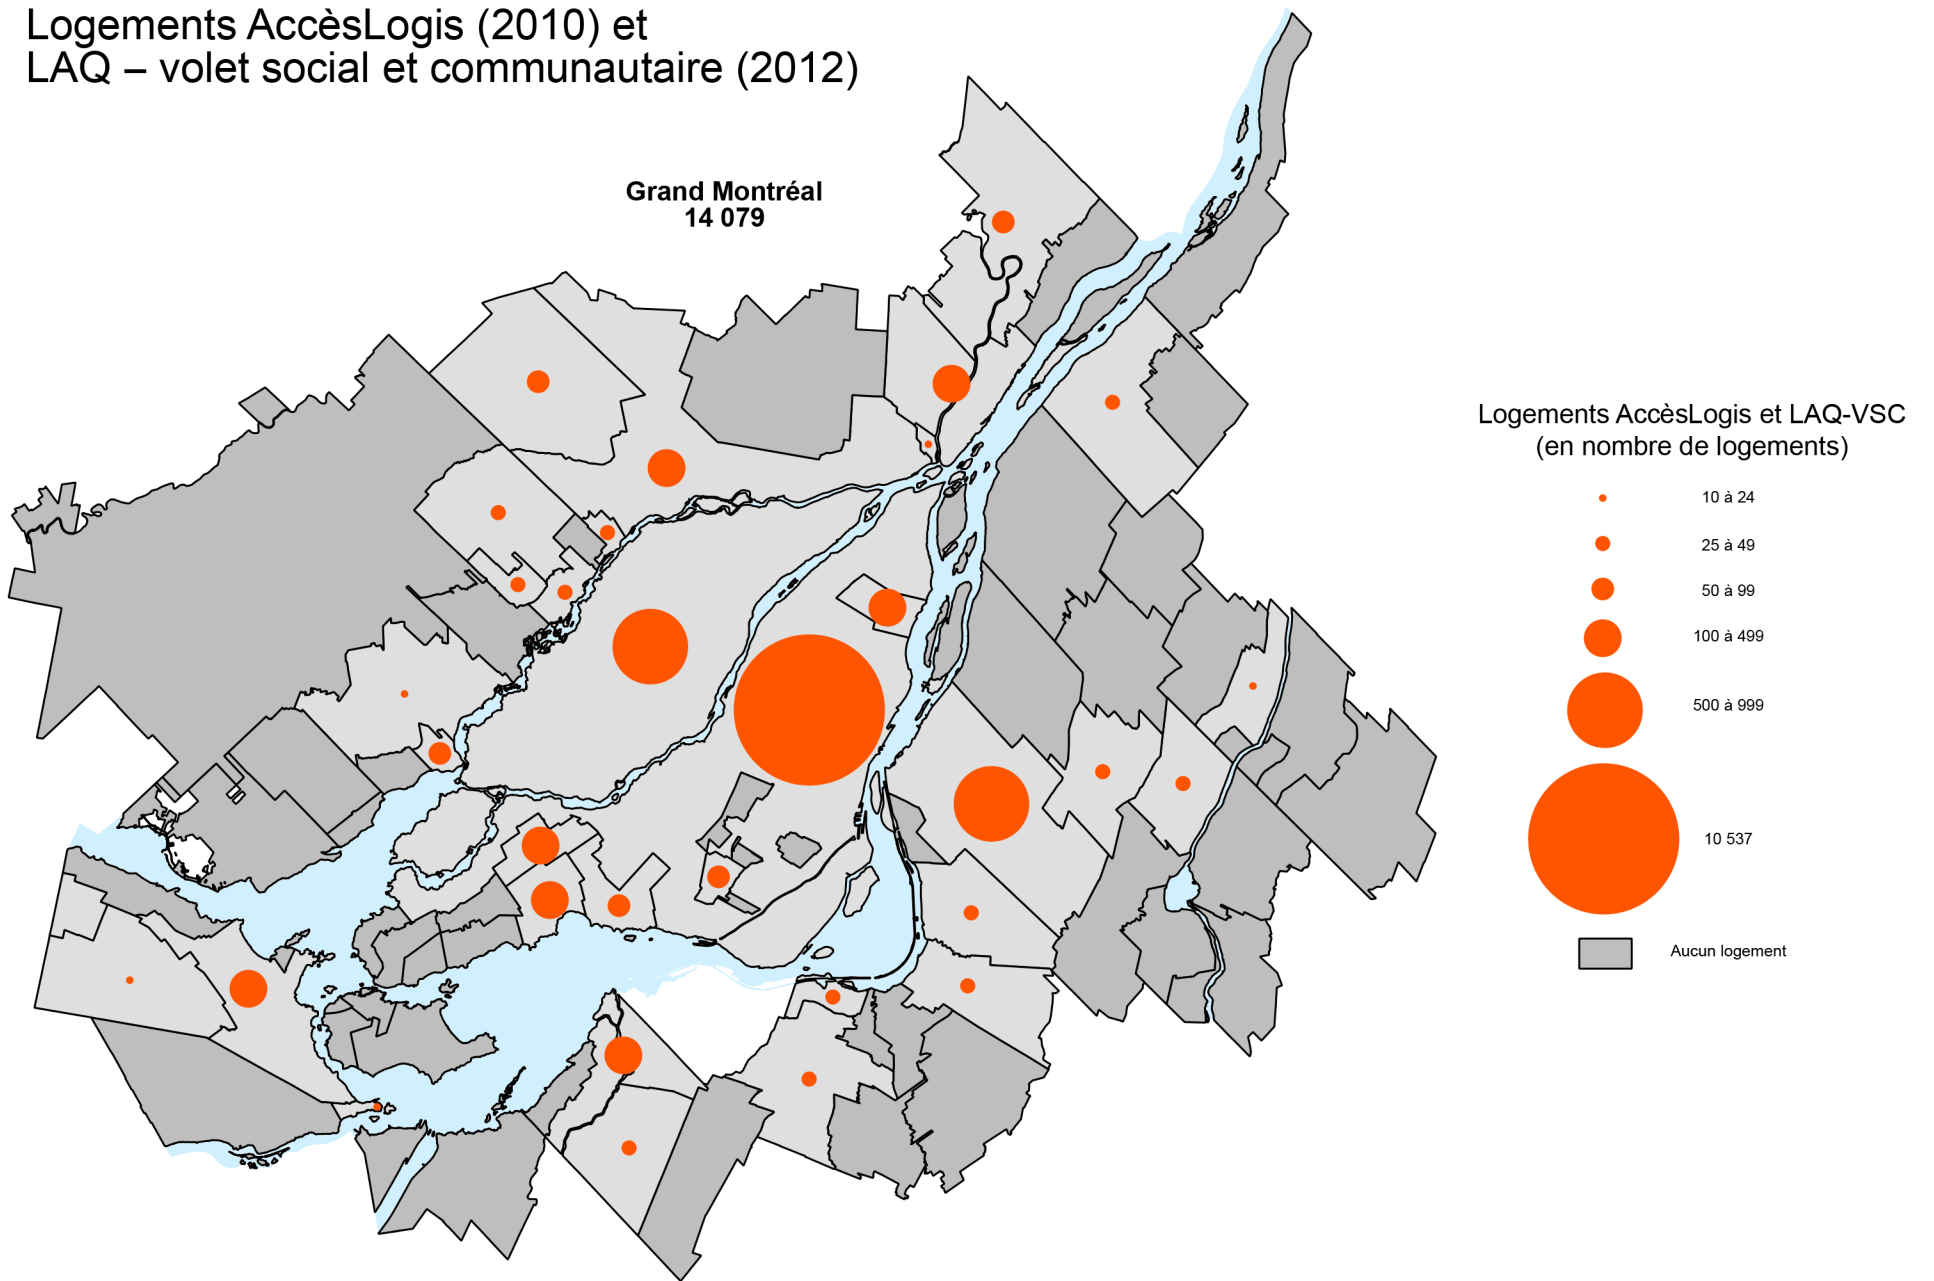 Logements AccèsLogis (2010) et
LAQ – volet social et communautaire (2012)
Grand Montréal
14 079
Logements AccèsLogis et LAQ-VSC
(en nombre de logements)
10 à 24
25 à 49
50 à 99
100 à 499
500 à 999
10 537
Aucun logement